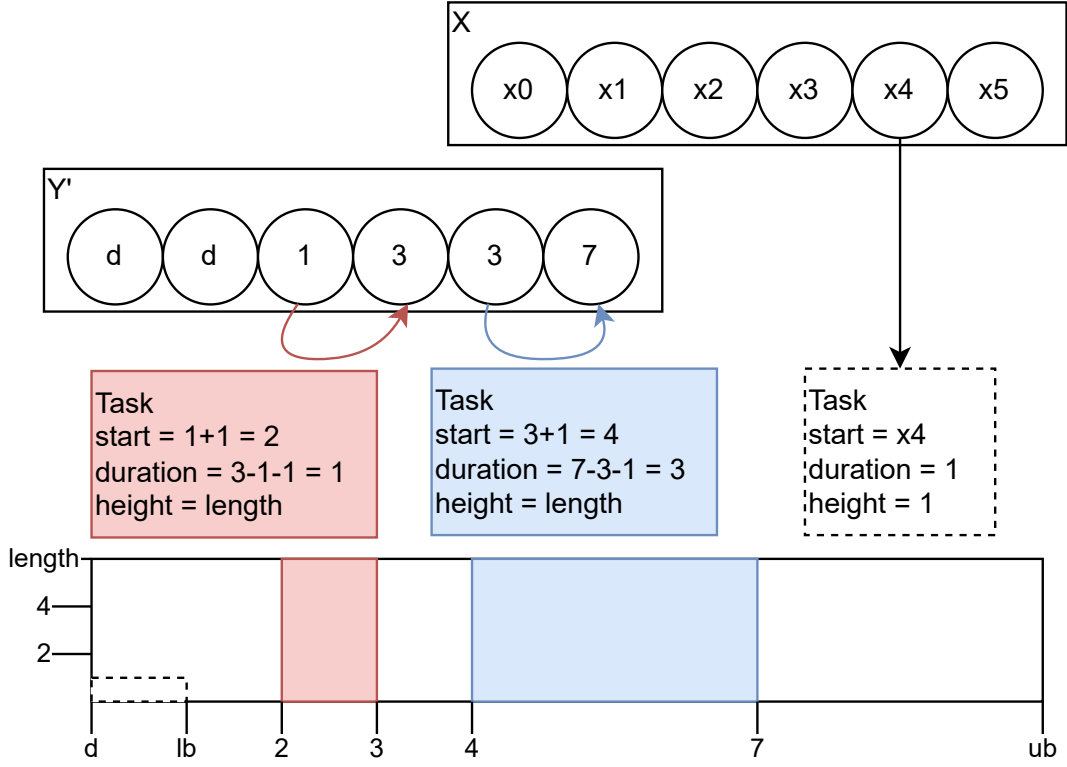 X
x0 x1 x2 x3 x4 x5
Y'
d d 1 3 3 7
Task
start = 1+1 = 2
duration = 3-1-1 = 1
height = length
Task
start = 3+1 = 4
duration = 7-3-1 = 3
height = length
Task
start = x4
duration = 1
height = 1
length
4
2
d lb 2 3 4 7 ub